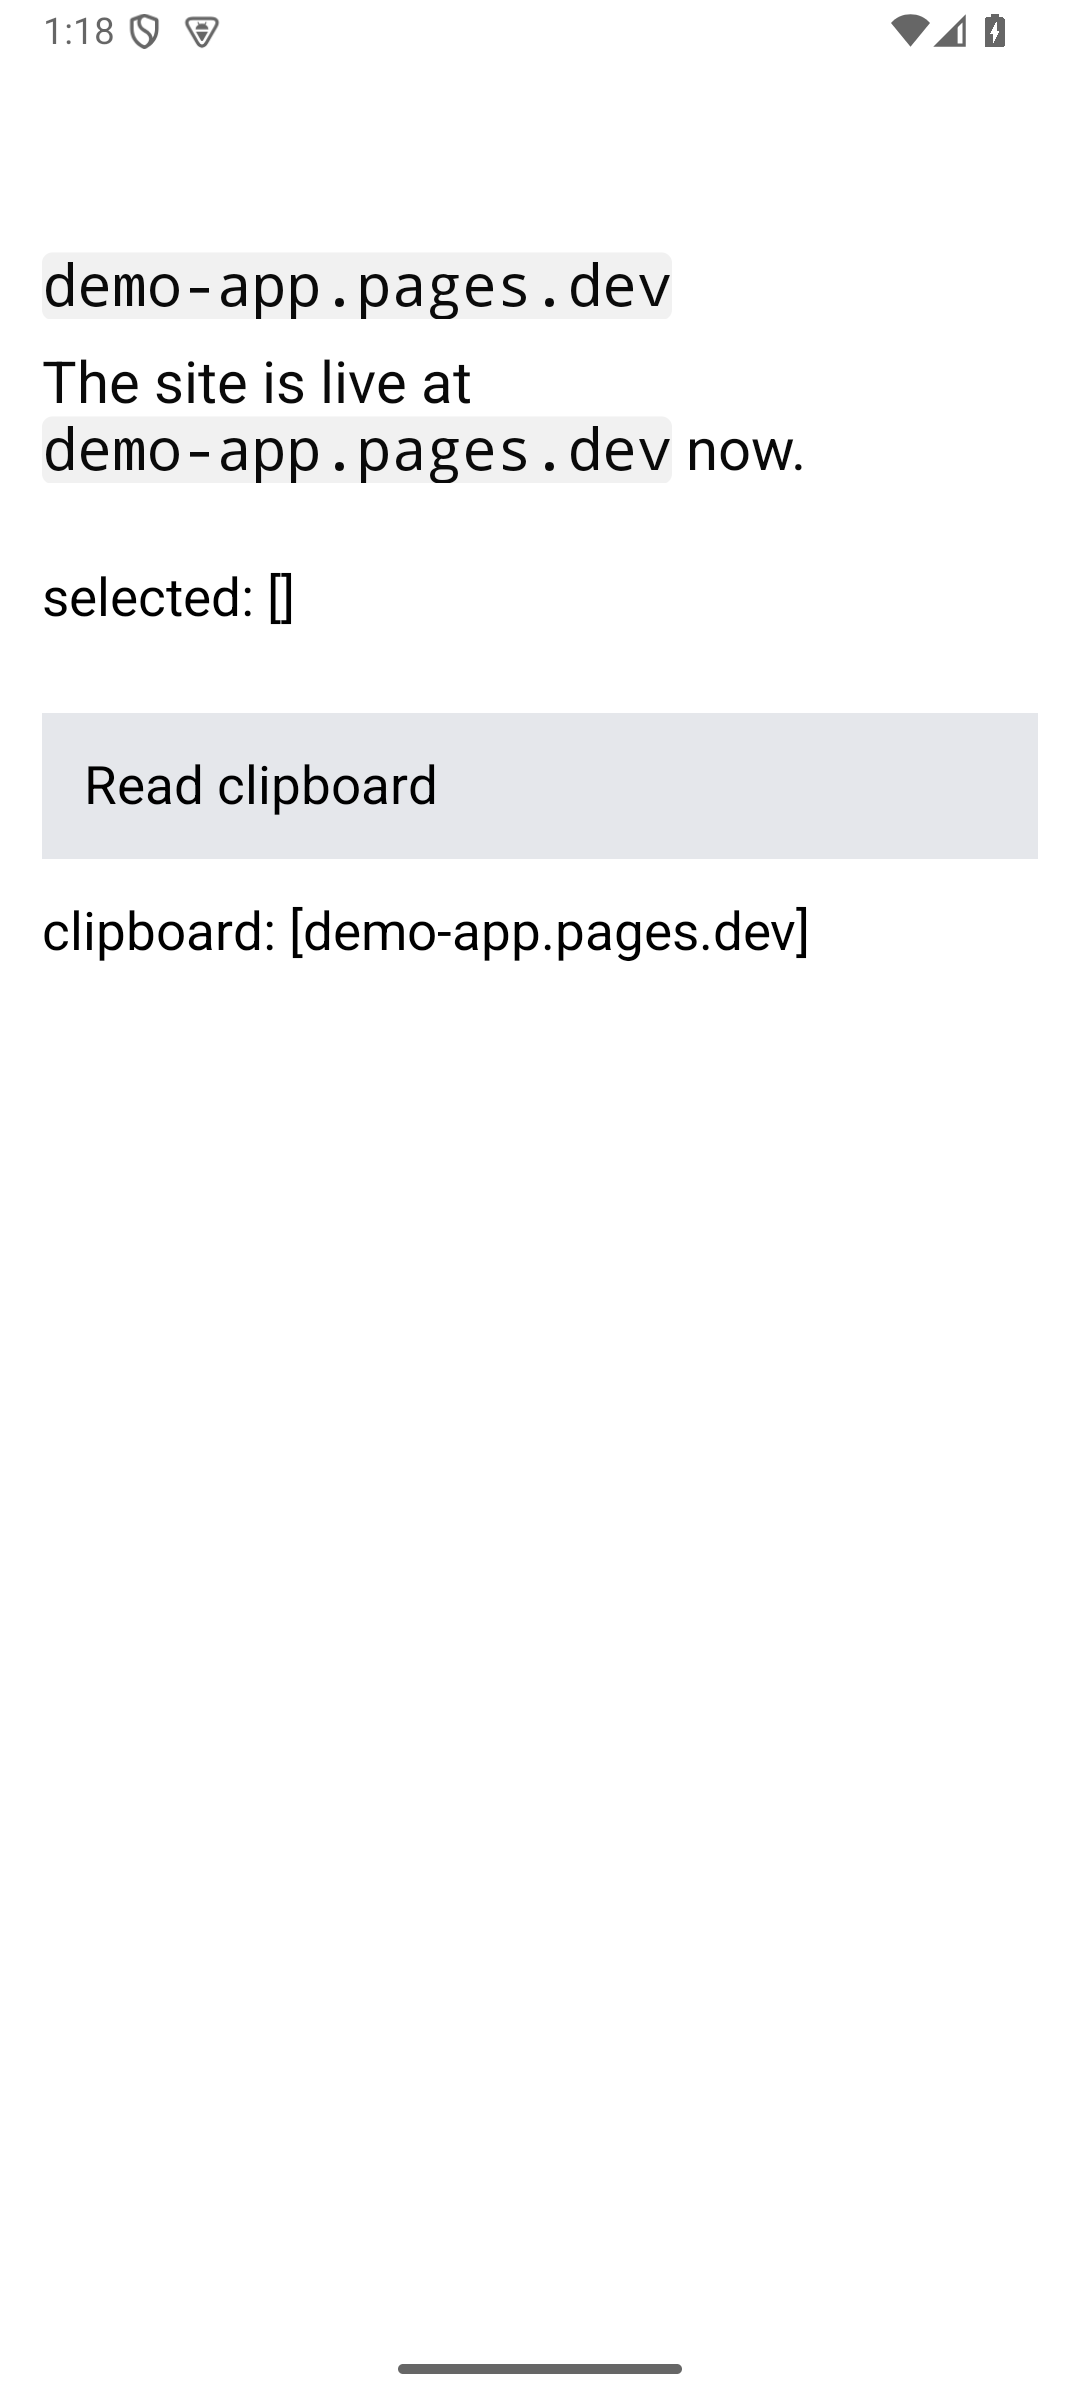 1:18
demo-app.pages.dev
The site is live at
demo-app.pages.dev now.
selected: []
Read clipboard
clipboard: [demo-app.pages.dev]